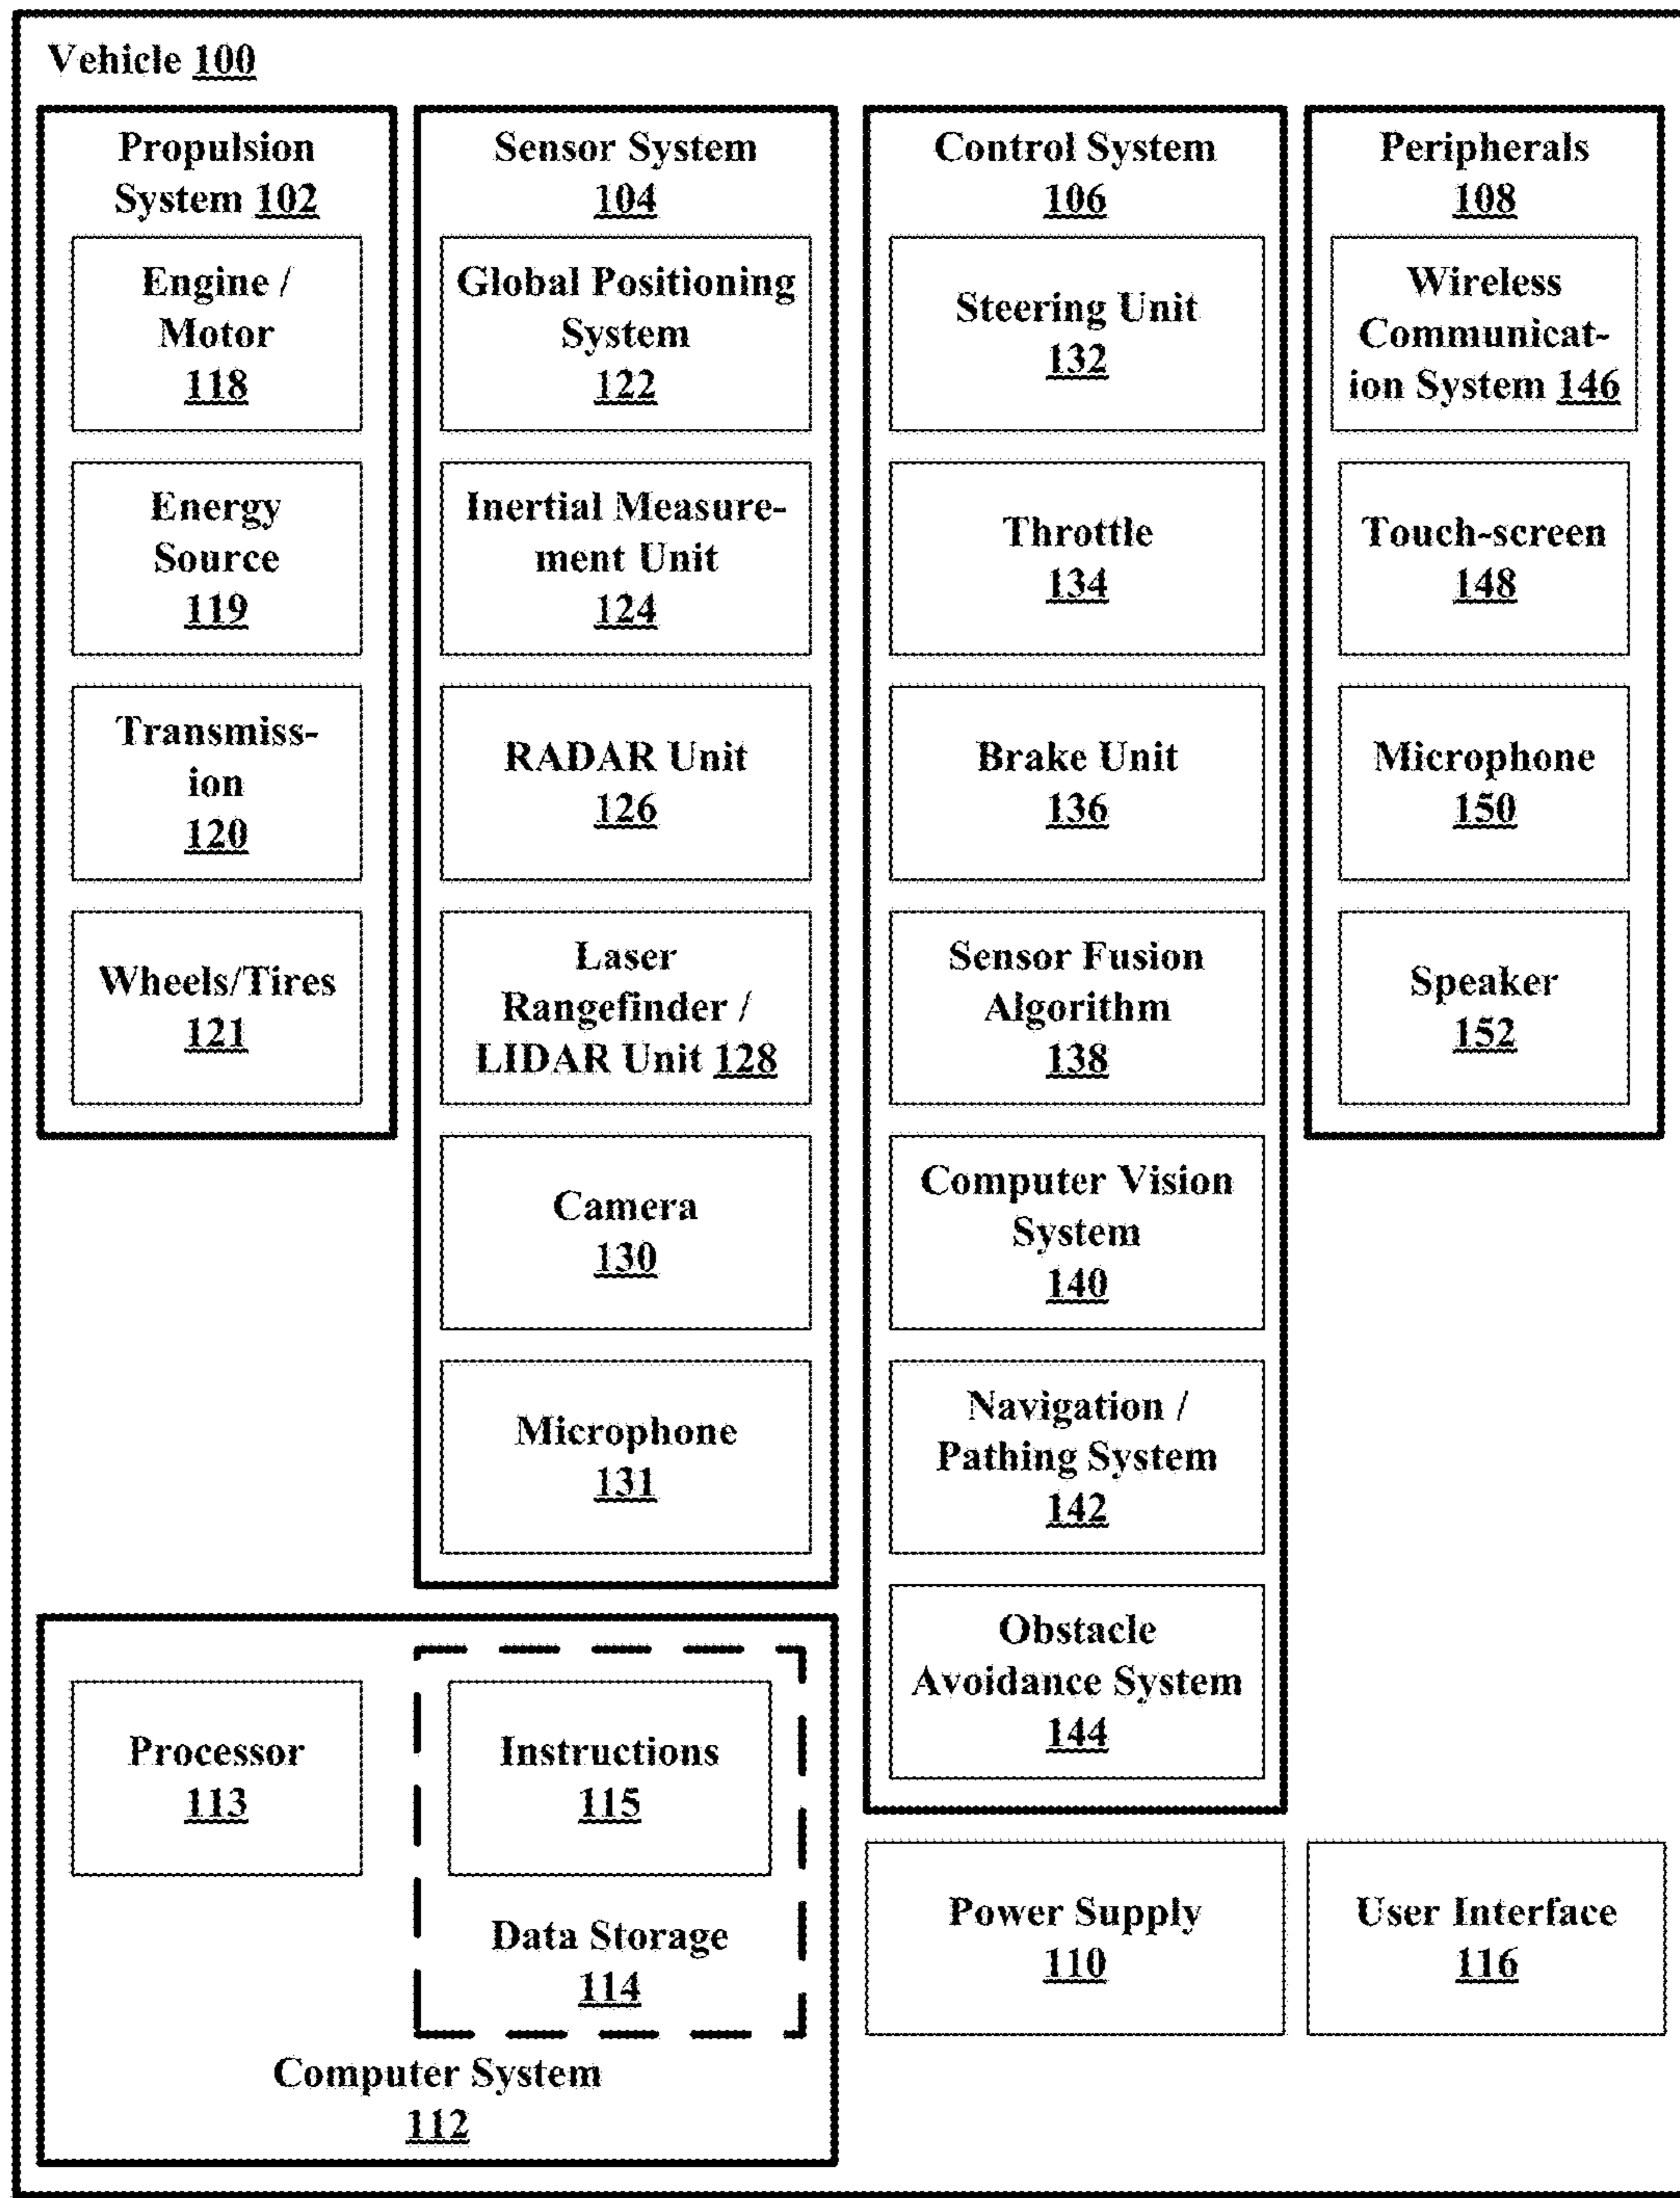 Vehicle 100
Propulsion
System 102
Engine /
Motor
118
Energy
Source
119
Transmiss-
ion
120
Wheels/Tires
121
Sensor System
104
Global Positioning
System
122
Inertial Measure-
ment Unit
124
RADAR Unit
126
Laser
Rangefinder /
LIDAR Unit 128
Camera
130
Microphone
131
Control System
106
Steering Unit
132
Throttle
134
Brake Unit
136
Sensor Fusion
Algorithm
138
Computer Vision
System
140
Navigation /
Pathing System
142
Obstacle
Avoidance System
144
Peripherals
108
Wireless
Communicat-
ion System 146
Touch-screen
148
Microphone
150
Speaker
152
Processor
113
Instructions
115
Data Storage
114
Computer System
112
Power Supply
110
User Interface
116